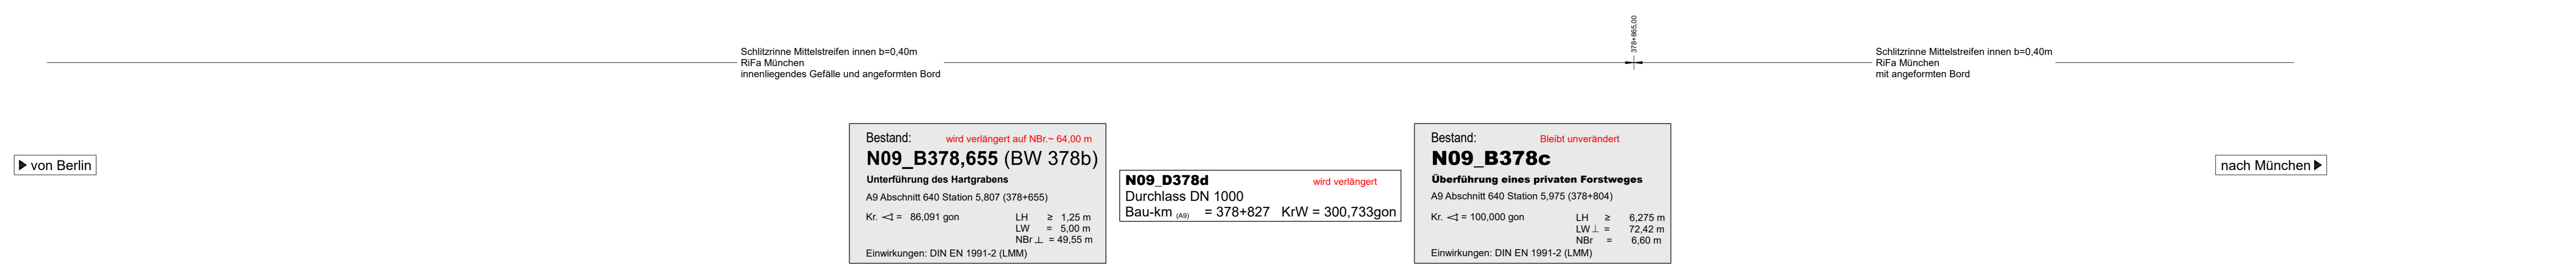 378+865,00
Schlitzrinne Mittelstreifen innen b=0,40m
RiFa München
innenliegendes Gefälle und angeformten Bord
Schlitzrinne Mittelstreifen innen b=0,40m
RiFa München
mit angeformten Bord
von Berlin
Bestand: wird verlängert auf NBr.~ 64,00 m
N09_B378,655 (BW 378b)
Unterführung des Hartgrabens
A9 Abschnitt 640 Station 5,807 (378+655)
Kr. = 86,091 gon
LH ≥ 1,25 m
LW = 5,00 m
NBr⊥ = 49,55 m
Einwirkungen: DIN EN 1991-2 (LMM)
N09_D378d wird verlängert
Durchlass DN 1000
Bau-km (A9) = 378+827 KrW = 300,733gon
Bestand: Bleibt unverändert
N09_B378c
Überführung eines privaten Forstweges
A9 Abschnitt 640 Station 5,975 (378+804)
Kr. = 100,000 gon
LH ≥ 6,275 m
LW⊥ = 72,42 m
NBr = 6,60 m
Einwirkungen: DIN EN 1991-2 (LMM)
nach München